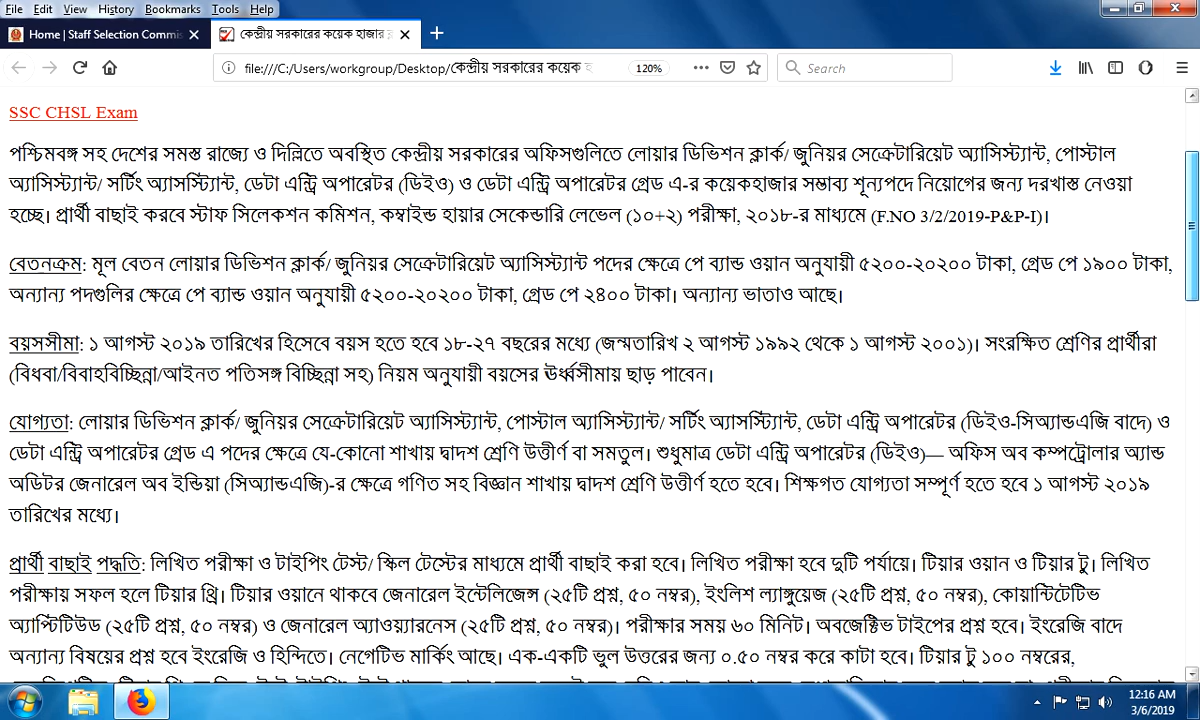 File Edit View History Bookmarks Tools Help
Home | Staff Selection Commis
কেন্দ্রীয় সরকারের কয়েক হাজার
file:///C:/Users/workgroup/Desktop/কেন্দ্রীয় সরকারের কয়েক হ
120%
Search
SSC CHSL Exam
পশ্চিমবঙ্গ সহ দেশের সমস্ত রাজ্যে ও দিল্লিতে অবস্থিত কেন্দ্রীয় সরকারের অফিসগুলিতে লোয়ার ডিভিশন ক্লার্ক/ জুনিয়র সেক্রেটারিয়েট অ্যাসিস্ট্যান্ট, পোস্টাল
অ্যাসিস্ট্যান্ট/ সর্টিং অ্যাসস্ট্যিান্ট, ডেটা এন্ট্রি অপারেটর (ডিইও) ও ডেটা এন্ট্রি অপারেটর গ্রেড এ-র কয়েকহাজার সম্ভাব্য শূন্যপদে নিয়োগের জন্য দরখাস্ত নেওয়া
হচ্ছে। প্রার্থী বাছাই করবে স্টাফ সিলেকশন কমিশন, কম্বাইন্ড হায়ার সেকেন্ডারি লেভেল (১০+২) পরীক্ষা, ২০১৮-র মাধ্যমে (F.NO 3/2/2019-P&P-I)।
বেতনক্রম: মূল বেতন লোয়ার ডিভিশন ক্লার্ক/ জুনিয়র সেক্রেটারিয়েট অ্যাসিস্ট্যান্ট পদের ক্ষেত্রে পে ব্যান্ড ওয়ান অনুযায়ী ৫২০০-২০২০০ টাকা, গ্রেড পে ১৯০০ টাকা,
অন্যান্য পদগুলির ক্ষেত্রে পে ব্যান্ড ওয়ান অনুযায়ী ৫২০০-২০২০০ টাকা, গ্রেড পে ২৪০০ টাকা। অন্যান্য ভাতাও আছে।
বয়সসীমা: ১ আগস্ট ২০১৯ তারিখের হিসেবে বয়স হতে হবে ১৮-২৭ বছরের মধ্যে (জন্মতারিখ ২ আগস্ট ১৯৯২ থেকে ১ আগস্ট ২০০১)। সংরক্ষিত শ্রেণির প্রার্থীরা
(বিধবা/বিবাহবিচ্ছিন্না/আইনত পতিসঙ্গ বিচ্ছিন্না সহ) নিয়ম অনুযায়ী বয়সের ঊর্ধ্বসীমায় ছাড় পাবেন।
যোগ্যতা: লোয়ার ডিভিশন ক্লার্ক/ জুনিয়র সেক্রেটারিয়েট অ্যাসিস্ট্যান্ট, পোস্টাল অ্যাসিস্ট্যান্ট/ সর্টিং অ্যাসস্ট্যিান্ট, ডেটা এন্ট্রি অপারেটর (ডিইও-সিঅ্যান্ডএজি বাদে) ও
ডেটা এন্ট্রি অপারেটর গ্রেড এ পদের ক্ষেত্রে যে-কোনো শাখায় দ্বাদশ শ্রেণি উত্তীর্ণ বা সমতুল। শুধুমাত্র ডেটা এন্ট্রি অপারেটর (ডিইও)— অফিস অব কম্পট্রোলার অ্যান্ড
অডিটর জেনারেল অব ইন্ডিয়া (সিঅ্যান্ডএজি)-র ক্ষেত্রে গণিত সহ বিজ্ঞান শাখায় দ্বাদশ শ্রেণি উত্তীর্ণ হতে হবে। শিক্ষগত যোগ্যতা সম্পূর্ণ হতে হবে ১ আগস্ট ২০১৯
তারিখের মধ্যে।
প্রার্থী বাছাই পদ্ধতি: লিখিত পরীক্ষা ও টাইপিং টেস্ট/ স্কিল টেস্টের মাধ্যমে প্রার্থী বাছাই করা হবে। লিখিত পরীক্ষা হবে দুটি পর্যায়ে। টিয়ার ওয়ান ও টিয়ার টু। লিখিত
পরীক্ষায় সফল হলে টিয়ার থ্রি। টিয়ার ওয়ানে থাকবে জেনারেল ইন্টেলিজেন্স (২৫টি প্রশ্ন, ৫০ নম্বর), ইংলিশ ল্যাঙ্গুয়েজ (২৫টি প্রশ্ন, ৫০ নম্বর), কোয়ান্টিটেটিভ
অ্যাপ্টিটিউড (২৫টি প্রশ্ন, ৫০ নম্বর) ও জেনারেল অ্যাওয়্যারনেস (২৫টি প্রশ্ন, ৫০ নম্বর)। পরীক্ষার সময় ৬০ মিনিট। অবজেক্টিভ টাইপের প্রশ্ন হবে। ইংরেজি বাদে
অন্যান্য বিষয়ের প্রশ্ন হবে ইংরেজি ও হিন্দিতে। নেগেটিভ মার্কিং আছে। এক-একটি ভুল উত্তরের জন্য ০.৫০ নম্বর করে কাটা হবে। টিয়ার টু ১০০ নম্বরের,
12:16 AM
3/6/2019